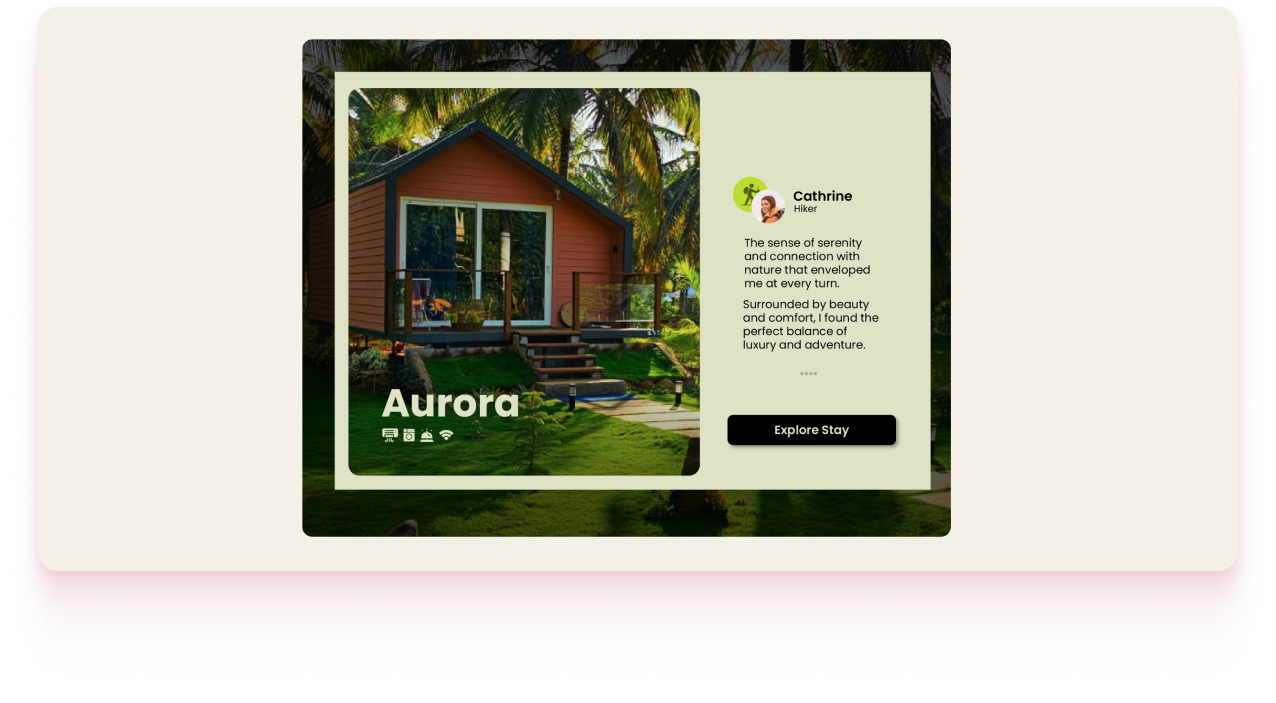 Aurora
Cathrine
Hiker
The sense of serenity
and connection with
nature that enveloped
me at every turn.
Surrounded by beauty
and comfort, I found the
perfect balance of
luxury and adventure.
Explore Stay